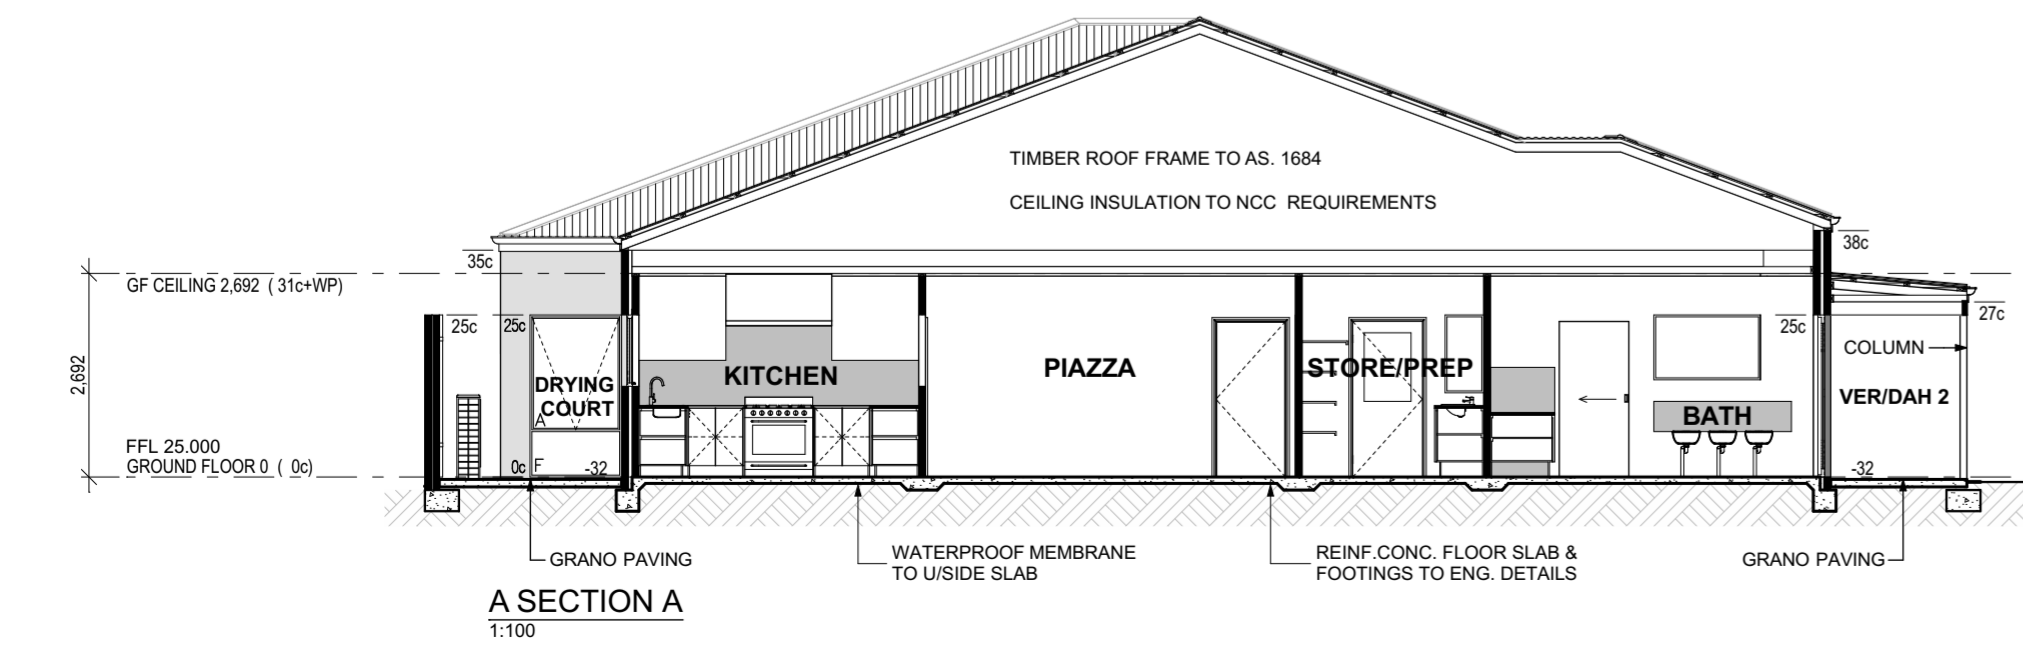 TIMBER ROOF FRAME TO AS. 1684
CEILING INSULATION TO NCC REQUIREMENTS
38c
35c
GF CEILING 2,692 ( 31c+WP)
27c
25c
25c
25c
COLUMN
2,692
PIAZZA
STORE/PREP
KITCHEN
DRYING
COURT
VER/DAH 2
BATH
A
FFL 25.000
GROUND FLOOR 0 ( 0c)
0c
F
-32
-32
GRANO PAVING
WATERPROOF MEMBRANE
TO U/SIDE SLAB
REINF.CONC. FLOOR SLAB &
FOOTINGS TO ENG. DETAILS
GRANO PAVING
A SECTION A
1:100